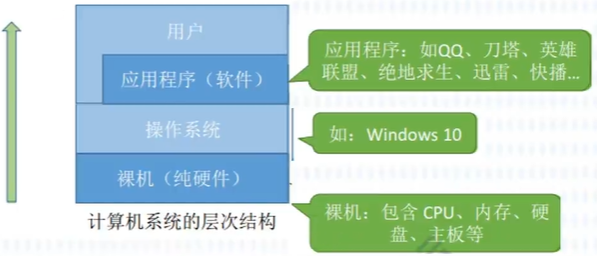 用户
应用程序（软件）
操作系统
裸机（纯硬件）
计算机系统的层次结构
应用程序：如QQ、刀塔、英雄
联盟、绝地求生、迅雷、快播…
如：Windows 10
裸机：包含 CPU、内存、硬
盘、主板等